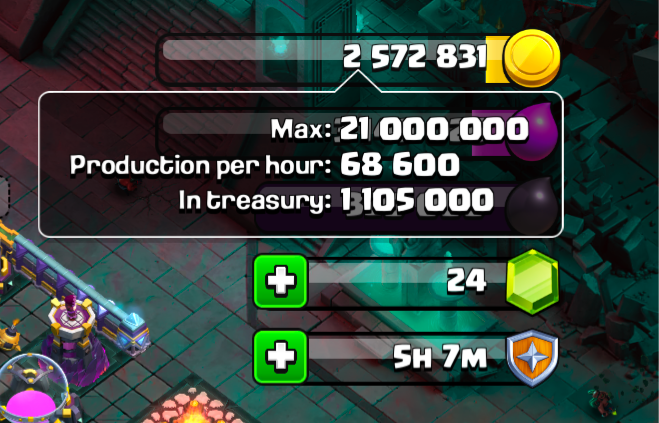 2 572 831
Max: 21 000 000
Production per hour: 68 600
In treasury: 1 105 000
24
5H 7M